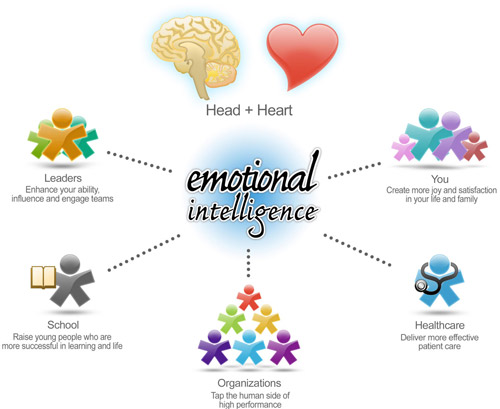 Head + Heart
emotional
intelligence
Leaders
Enhance your ability,
influence and engage teams
You
Create more joy and satisfaction
in your life and family
School
Raise young people who are
more successful in learning and life
Organizations
Tap the human side of
high performance
Healthcare
Deliver more effective
patient care